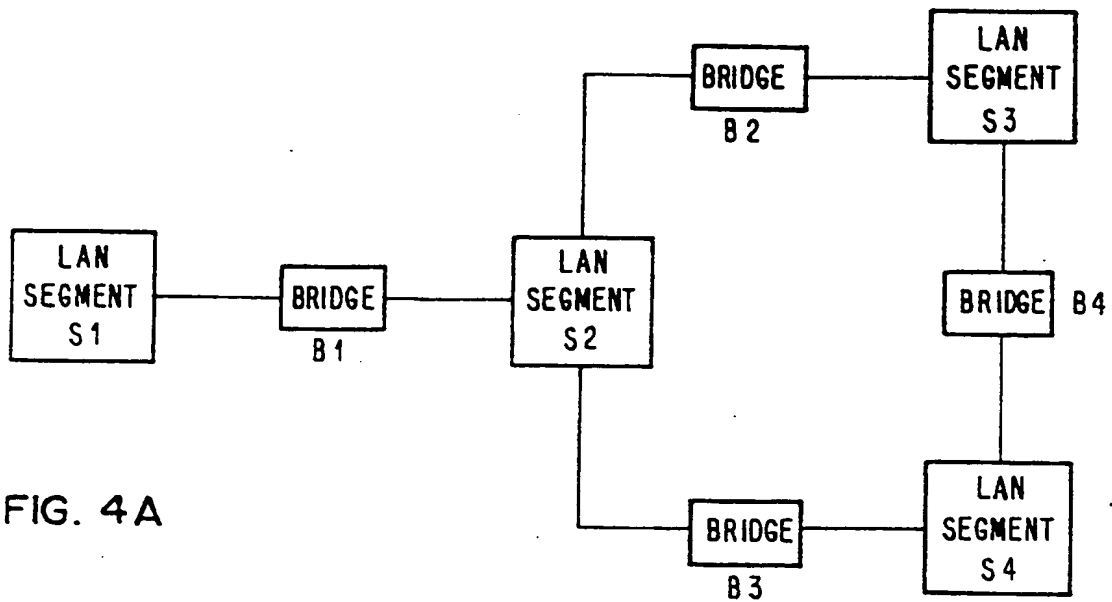 LAN
SEGMENT
S3
BRIDGE
B2
LAN
SEGMENT
S1
BRIDGE
B1
LAN
SEGMENT
S2
BRIDGE B4
FIG. 4A
BRIDGE
B3
LAN
SEGMENT
S4